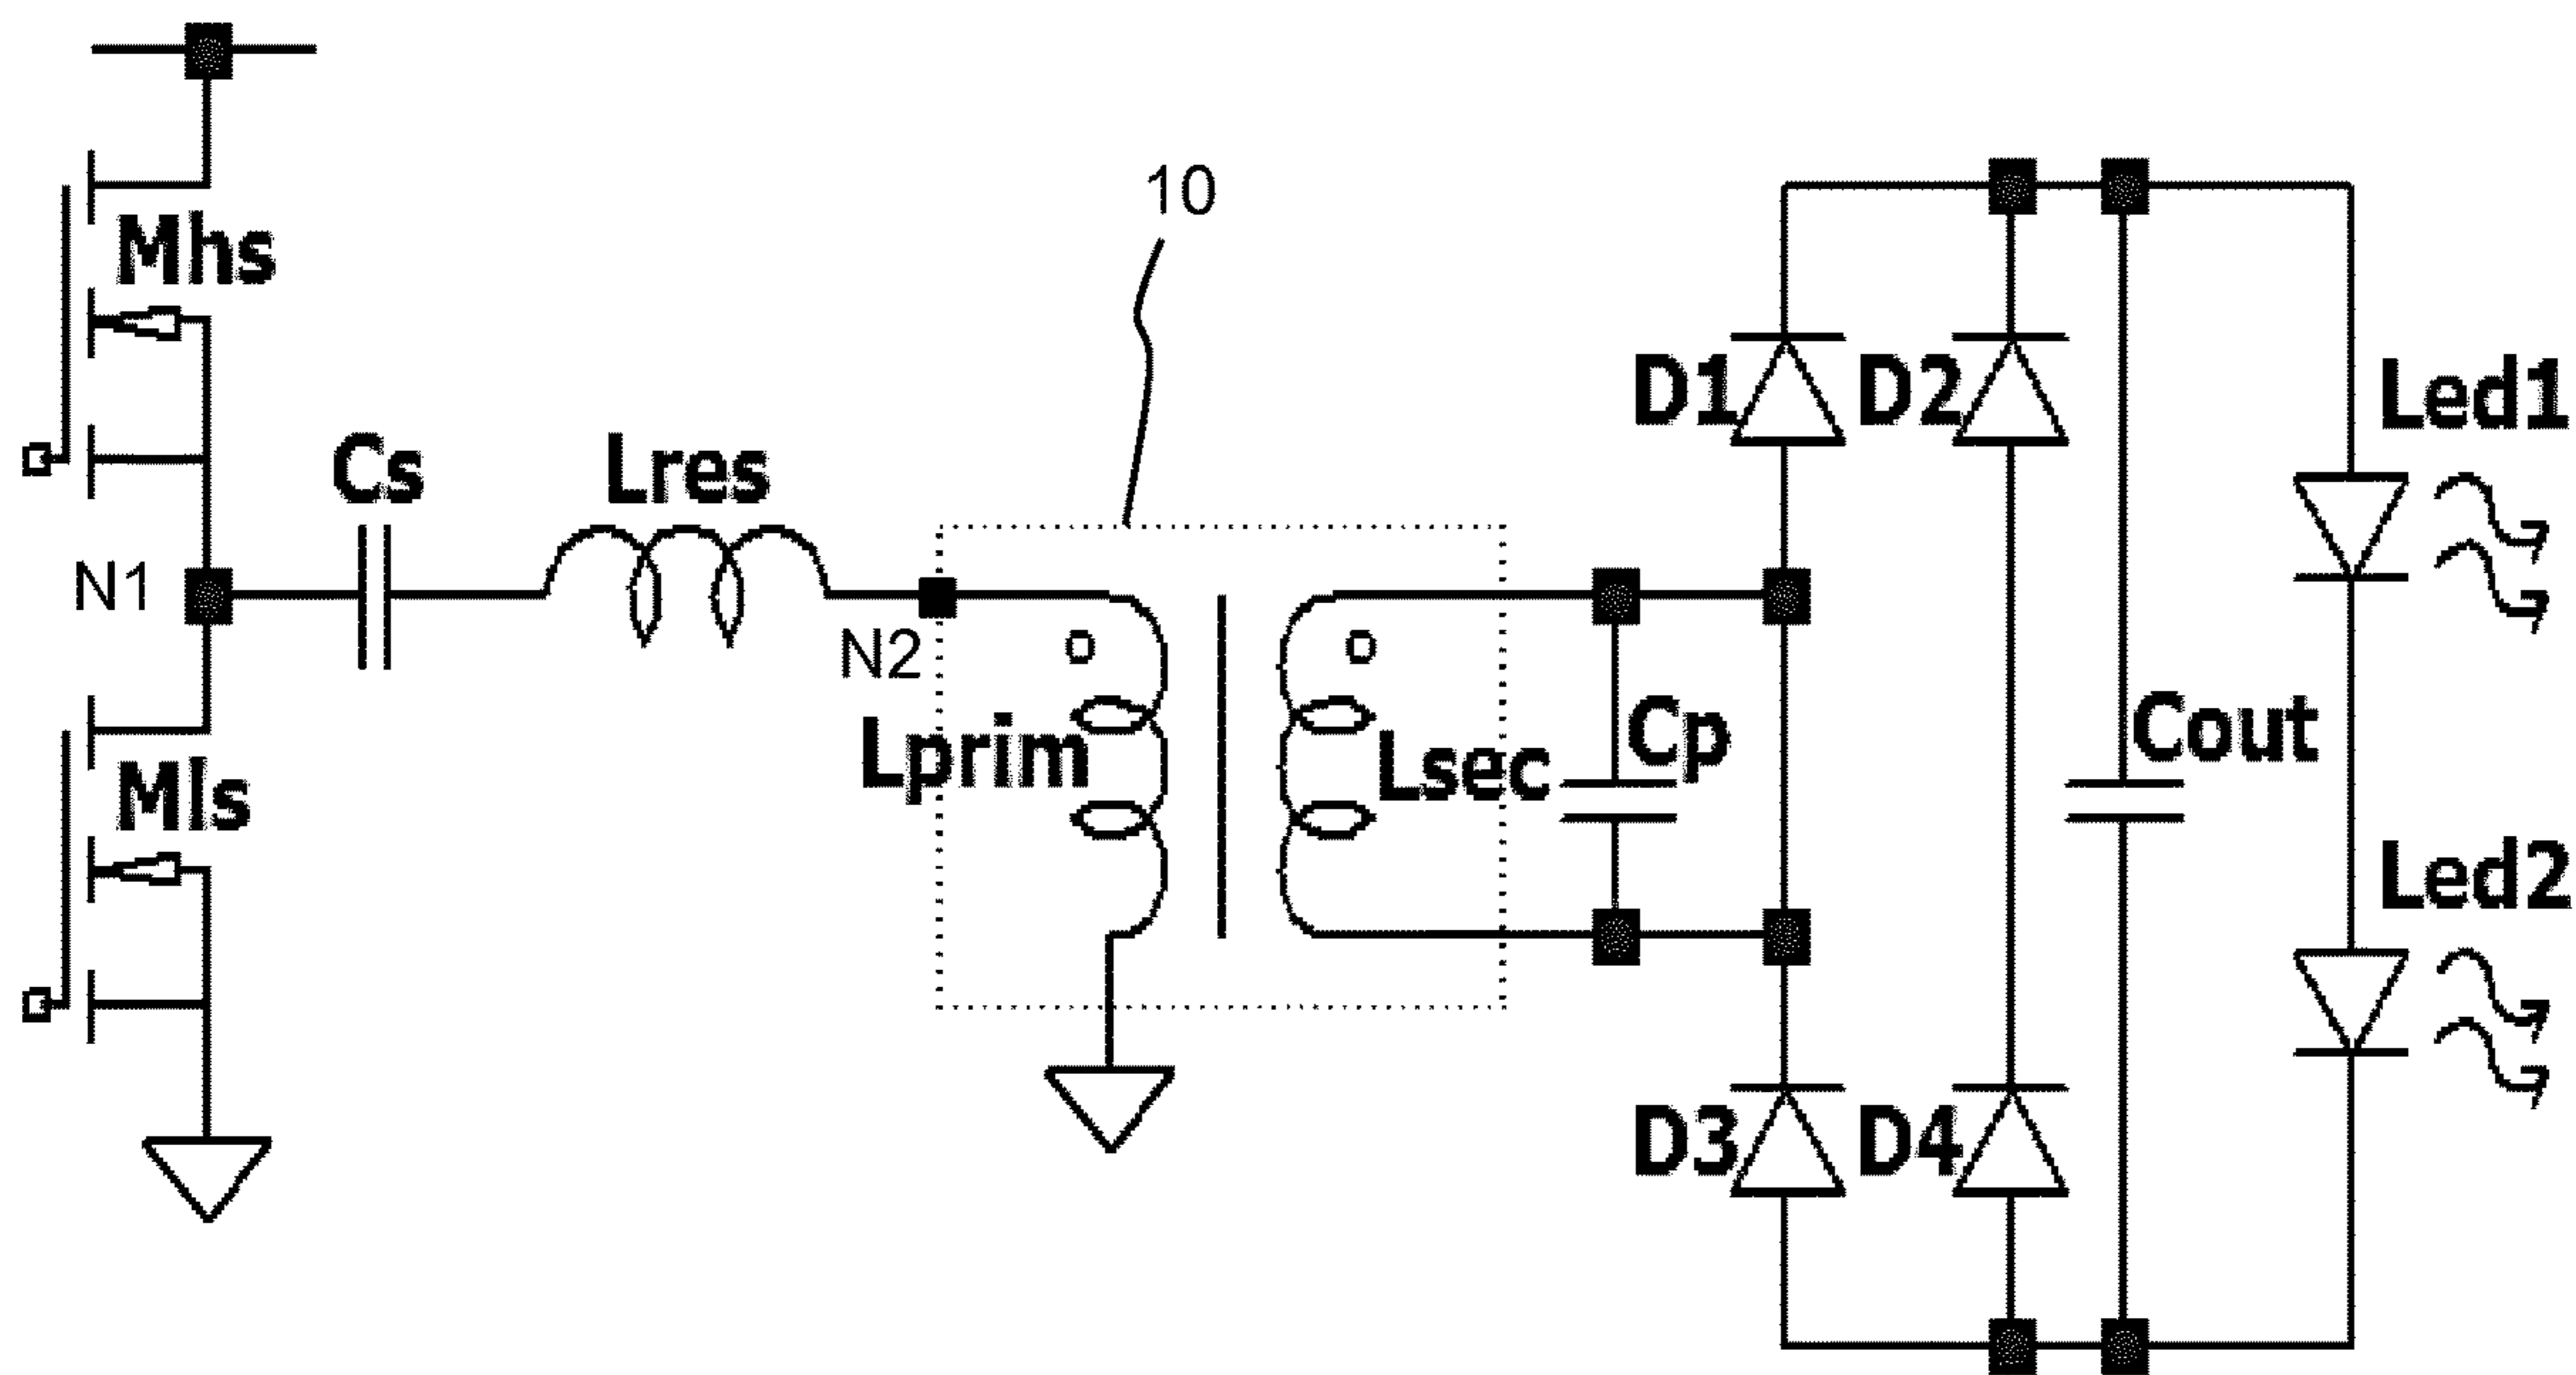 10
Mhs
D1
D2
Led1
Cs
Lres
N1
N2
Lprim
Lsec
Cp
Cout
Mls
Led2
D3
D4